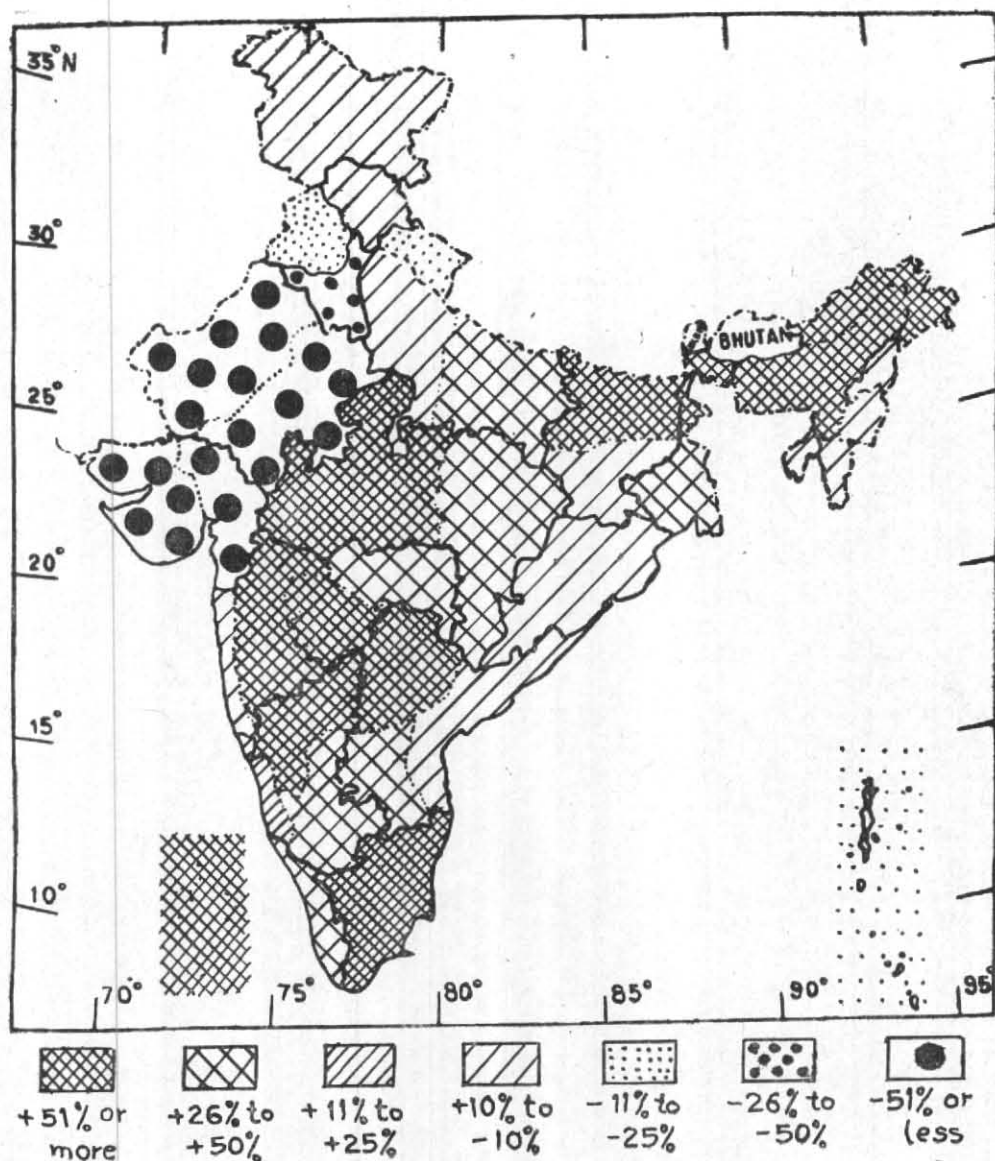 35°N
30°
25°
20°
15°
10°
BHUTAN
70° 75° 80° 85° 90° 95°
+51% or more
+26% to +50%
+11% to +25%
+10% to -10%
-11% to -25%
-26% to -50%
-51% or less